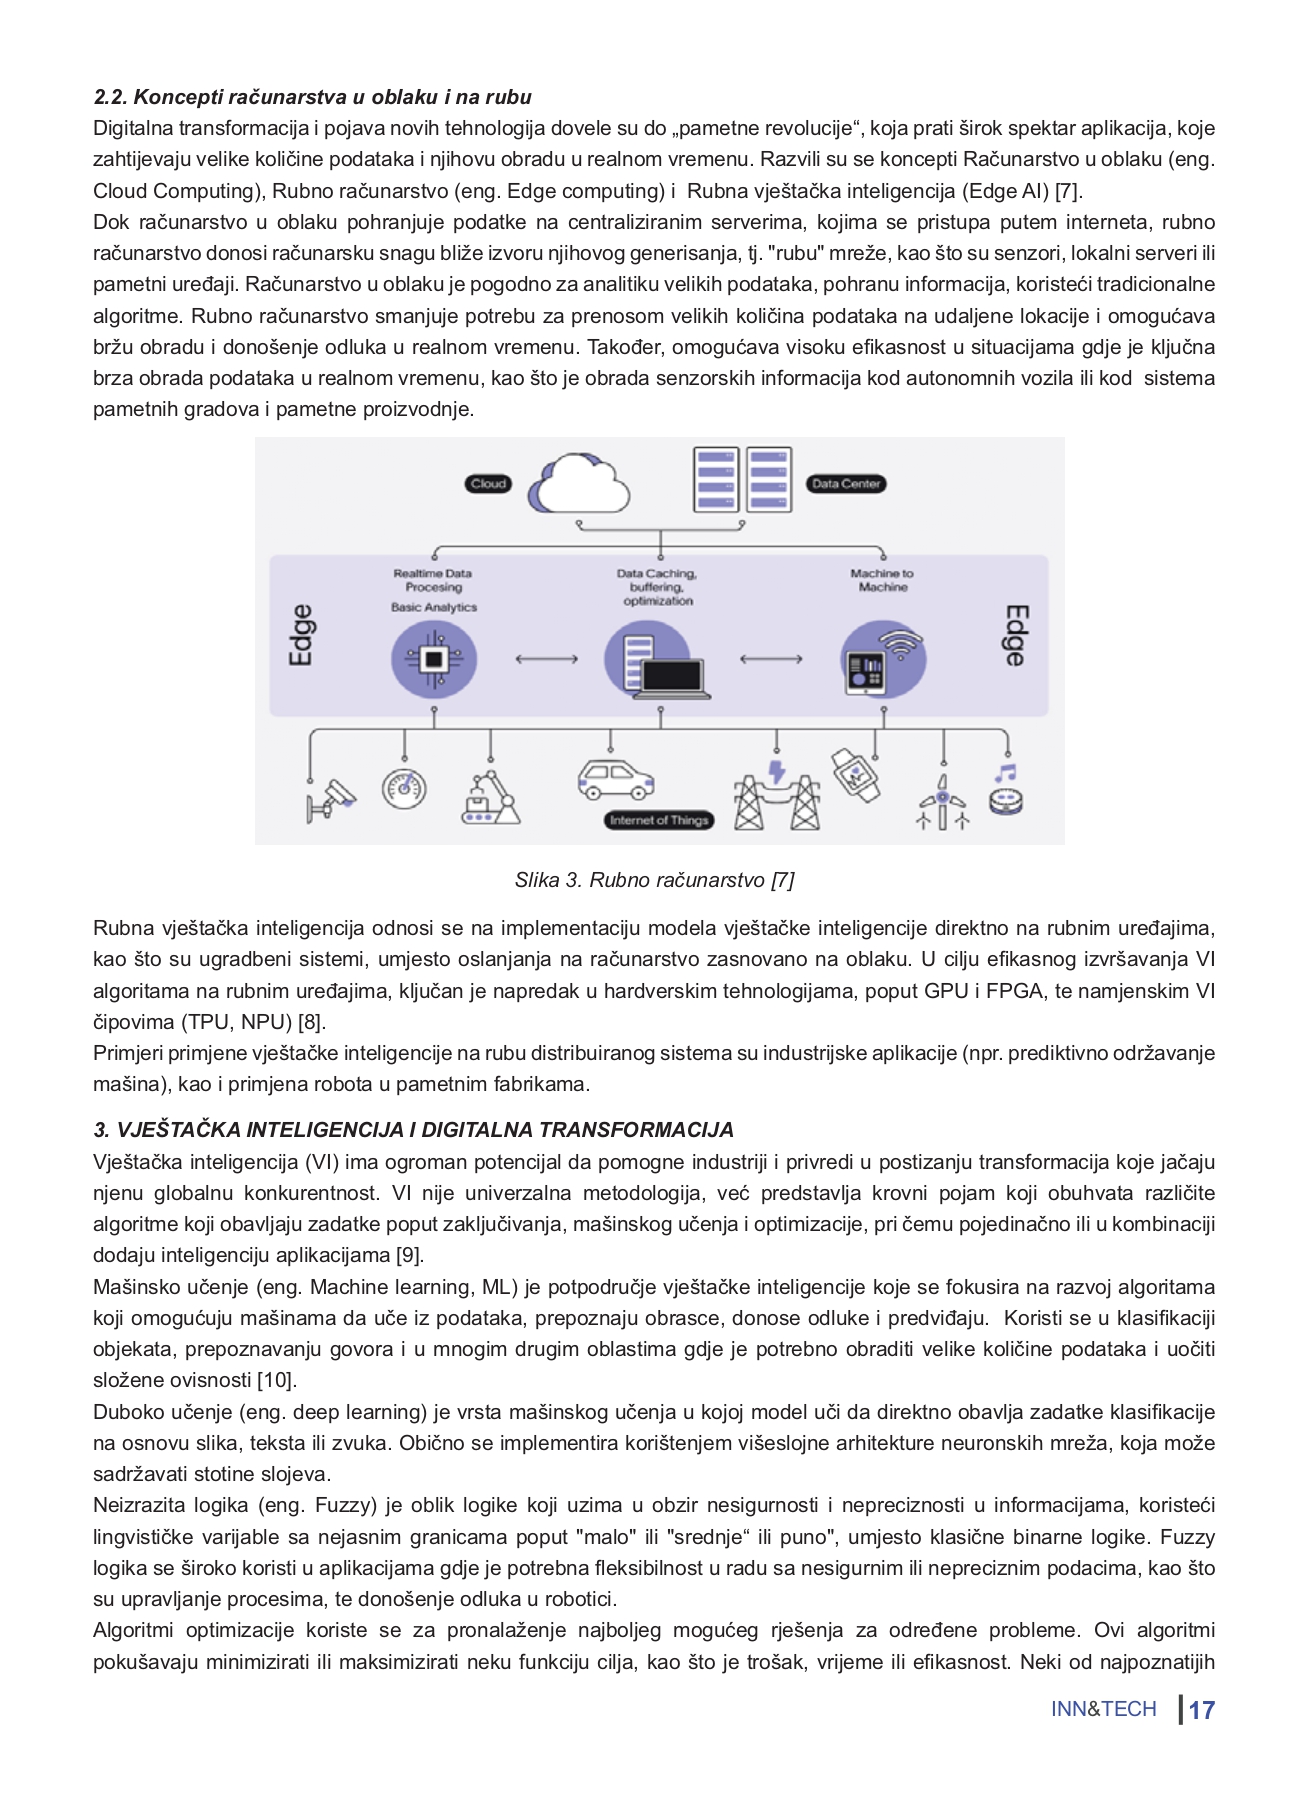 2.2. Koncepti računarstva u oblaku i na rubu
Digitalna transformacija i pojava novih tehnologija dovele su do „pametne revolucije“, koja prati širok spektar aplikacija, koje
zahtijevaju velike količine podataka i njihovu obradu u realnom vremenu. Razvili su se koncepti Računarstvo u oblaku (eng.
Cloud Computing), Rubno računarstvo (eng. Edge computing) i  Rubna vještačka inteligencija (Edge AI) [7].
Dok računarstvo u oblaku pohranjuje podatke na centraliziranim serverima, kojima se pristupa putem interneta, rubno
računarstvo donosi računarsku snagu bliže izvoru njihovog generisanja, tj. "rubu" mreže, kao što su senzori, lokalni serveri ili
pametni uređaji. Računarstvo u oblaku je pogodno za analitiku velikih podataka, pohranu informacija, koristeći tradicionalne
algoritme. Rubno računarstvo smanjuje potrebu za prenosom velikih količina podataka na udaljene lokacije i omogućava
bržu obradu i donošenje odluka u realnom vremenu. Također, omogućava visoku efikasnost u situacijama gdje je ključna
brza obrada podataka u realnom vremenu, kao što je obrada senzorskih informacija kod autonomnih vozila ili kod  sistema
pametnih gradova i pametne proizvodnje.
Cloud
Data Center
Realtime Data
Procesing
Basic Analytics
Data Caching,
buffering,
optimization
Machine to
Machine
Edge
Edge
Internet of Things
Slika 3. Rubno računarstvo [7]
Rubna vještačka inteligencija odnosi se na implementaciju modela vještačke inteligencije direktno na rubnim uređajima,
kao što su ugradbeni sistemi, umjesto oslanjanja na računarstvo zasnovano na oblaku. U cilju efikasnog izvršavanja VI
algoritama na rubnim uređajima, ključan je napredak u hardverskim tehnologijama, poput GPU i FPGA, te namjenskim VI
čipovima (TPU, NPU) [8].
Primjeri primjene vještačke inteligencije na rubu distribuiranog sistema su industrijske aplikacije (npr. prediktivno održavanje
mašina), kao i primjena robota u pametnim fabrikama.
3. VJEŠTAČKA INTELIGENCIJA I DIGITALNA TRANSFORMACIJA
Vještačka inteligencija (VI) ima ogroman potencijal da pomogne industriji i privredi u postizanju transformacija koje jačaju
njenu globalnu konkurentnost. VI nije univerzalna metodologija, već predstavlja krovni pojam koji obuhvata različite
algoritme koji obavljaju zadatke poput zaključivanja, mašinskog učenja i optimizacije, pri čemu pojedinačno ili u kombinaciji
dodaju inteligenciju aplikacijama [9].
Mašinsko učenje (eng. Machine learning, ML) je potpodručje vještačke inteligencije koje se fokusira na razvoj algoritama
koji omogućuju mašinama da uče iz podataka, prepoznaju obrasce, donose odluke i predviđaju.  Koristi se u klasifikaciji
objekata, prepoznavanju govora i u mnogim drugim oblastima gdje je potrebno obraditi velike količine podataka i uočiti
složene ovisnosti [10].
Duboko učenje (eng. deep learning) je vrsta mašinskog učenja u kojoj model uči da direktno obavlja zadatke klasifikacije
na osnovu slika, teksta ili zvuka. Obično se implementira korištenjem višeslojne arhitekture neuronskih mreža, koja može
sadržavati stotine slojeva.
Neizrazita logika (eng. Fuzzy) je oblik logike koji uzima u obzir nesigurnosti i nepreciznosti u informacijama, koristeći
lingvističke varijable sa nejasnim granicama poput "malo" ili "srednje“ ili puno", umjesto klasične binarne logike. Fuzzy
logika se široko koristi u aplikacijama gdje je potrebna fleksibilnost u radu sa nesigurnim ili nepreciznim podacima, kao što
su upravljanje procesima, te donošenje odluka u robotici.
Algoritmi optimizacije koriste se za pronalaženje najboljeg mogućeg rješenja za određene probleme. Ovi algoritmi
pokušavaju minimizirati ili maksimizirati neku funkciju cilja, kao što je trošak, vrijeme ili efikasnost. Neki od najpoznatijih
INN&TECH 17